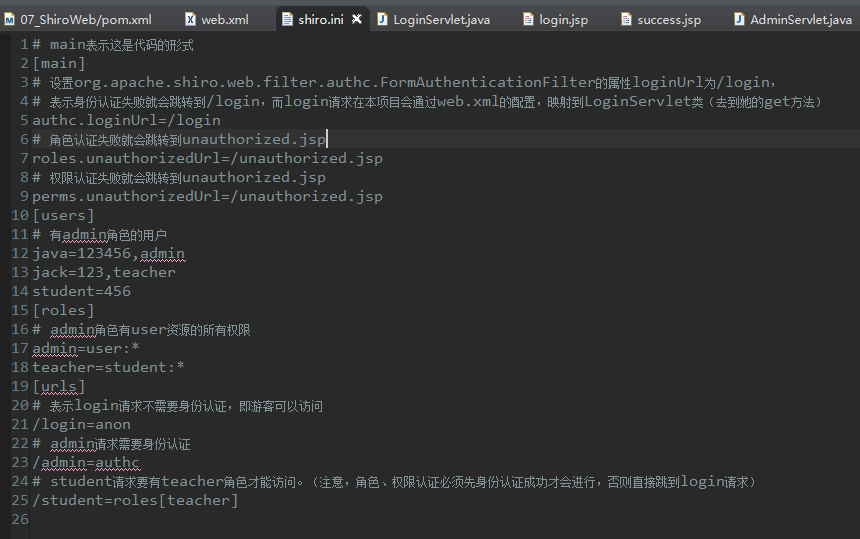 07_ShiroWeb/pom.xml web.xml shiro.ini LoginServlet.java login.jsp success.jsp AdminServlet.java
1 # main表示这是代码的形式
2 [main]
3 # 设置org.apache.shiro.web.filter.authc.FormAuthenticationFilter的属性loginUrl为/login，
4 # 表示身份认证失败就会跳转到/login，而login请求在本项目会通过web.xml的配置，映射到LoginServlet类（去到她的get方法）
5 authc.loginUrl=/login
6 # 角色认证失败就会跳转到unauthorized.jsp
7 roles.unauthorizedUrl=/unauthorized.jsp
8 # 权限认证失败就会跳转到unauthorized.jsp
9 perms.unauthorizedUrl=/unauthorized.jsp
10 [users]
11 # 有admin角色的用户
12 java=123456,admin
13 jack=123,teacher
14 student=456
15 [roles]
16 # admin角色有user资源的所有权限
17 admin=user:*
18 teacher=student:*
19 [urls]
20 # 表示login请求不需要身份认证，即游客可以访问
21 /login=anon
22 # admin请求需要身份认证
23 /admin=authc
24 # student请求要有teacher角色才能访问。（注意，角色、权限认证必须先身份认证成功才会进行，否则直接跳到login请求）
25 /student=roles[teacher]
26